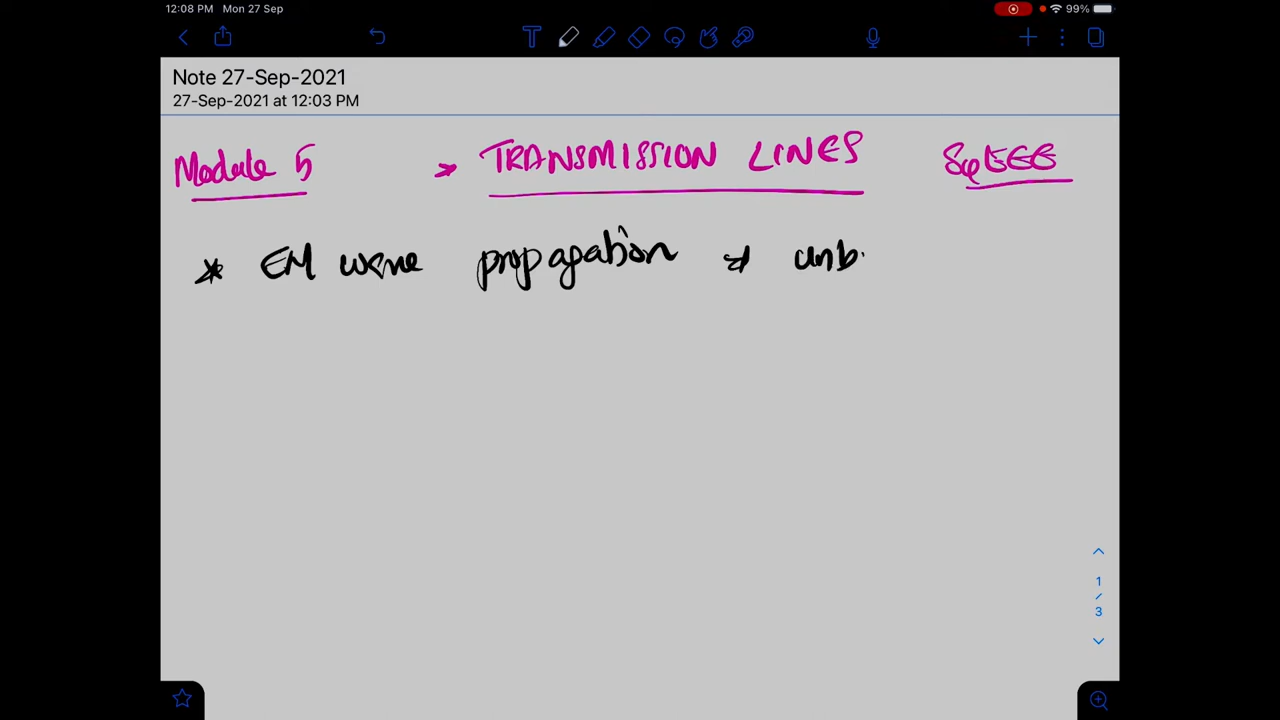 12:08 PM Mon 27 Sep 99%
Note 27-Sep-2021
27-Sep-2021 at 12:03 PM
Module 5 TRANSMISSION LINES
* EM wave propagation unb
1
3